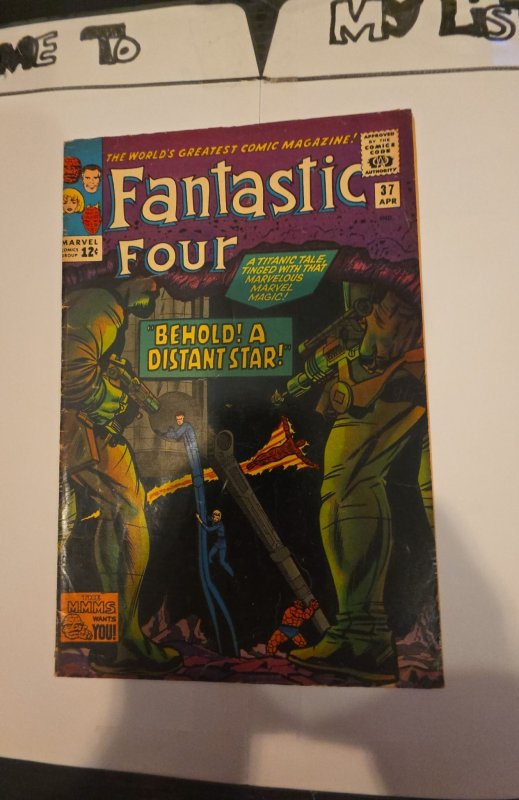 ME TO
MY LIS
THE WORLD'S GREATEST COMIC MAGAZINE!
APPROVED
BY THE
COMICS
CODE
AUTHORITY
Fantastic
FOUR
37
APR
IND.
MARVEL
COMICS
GROUP
12¢
A TITANIC TALE,
TINGED WITH THAT
MARVELOUS
MARVEL
MAGIC!
"BEHOLD! A
DISTANT STAR!"
THE
MMMS
WANTS
YOU!